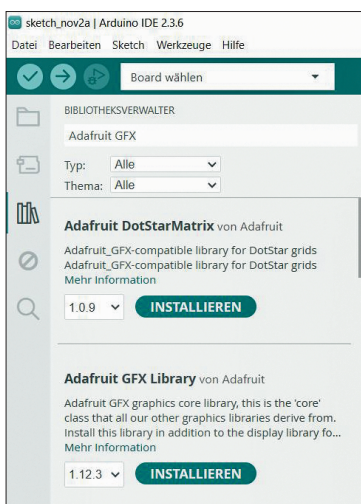 sketch_nov2a | Arduino IDE 2.3.6
Datei Bearbeiten Sketch Werkzeuge Hilfe
Board wählen
BIBLIOTHEKSVERWALTER
Adafruit GFX
Typ: Alle
Thema: Alle
Adafruit DotStarMatrix von Adafruit
Adafruit_GFX-compatible library for DotStar grids
Adafruit_GFX-compatible library for DotStar grids
Mehr Information
1.0.9 INSTALLIEREN
Adafruit GFX Library von Adafruit
Adafruit GFX graphics core library, this is the 'core'
class that all our other graphics libraries derive from.
Install this library in addition to the display library fo...
Mehr Information
1.12.3 INSTALLIEREN